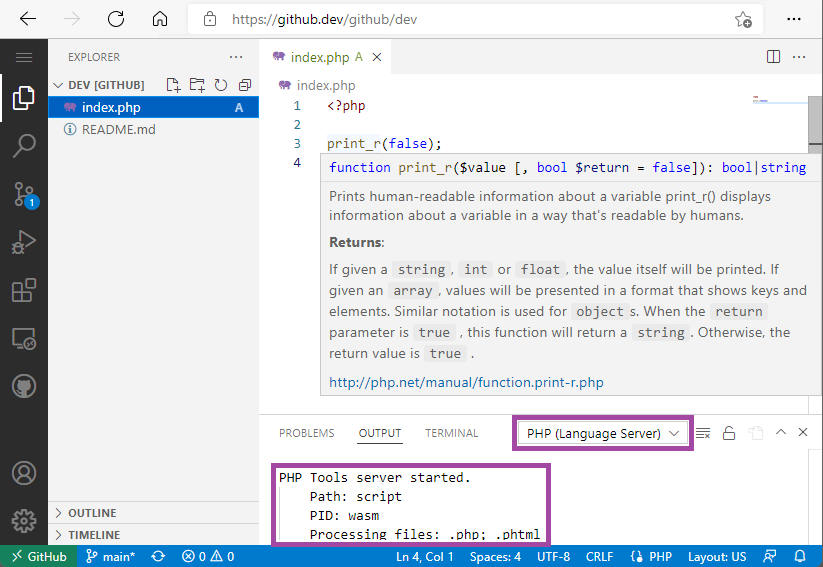 https://github.dev/github/dev
EXPLORER
DEV [GITHUB]
index.php A
README.md
1
OUTLINE
TIMELINE
index.php A
index.php
1 <?php
2
3 print_r(false);
4
function print_r($value [, bool $return = false]): bool|string
Prints human-readable information about a variable print_r() displays
information about a variable in a way that's readable by humans.
Returns:
If given a string, int or float, the value itself will be printed. If
given an array, values will be presented in a format that shows keys and
elements. Similar notation is used for object s. When the return
parameter is true , this function will return a string. Otherwise, the
return value is true .
http://php.net/manual/function.print-r.php
PROBLEMS OUTPUT TERMINAL PHP (Language Server)
PHP Tools server started.
Path: script
PID: wasm
Processing files: .php; .phtml
GitHub main* 0 0 Ln 4, Col 1 Spaces: 4 UTF-8 CRLF PHP Layout: US